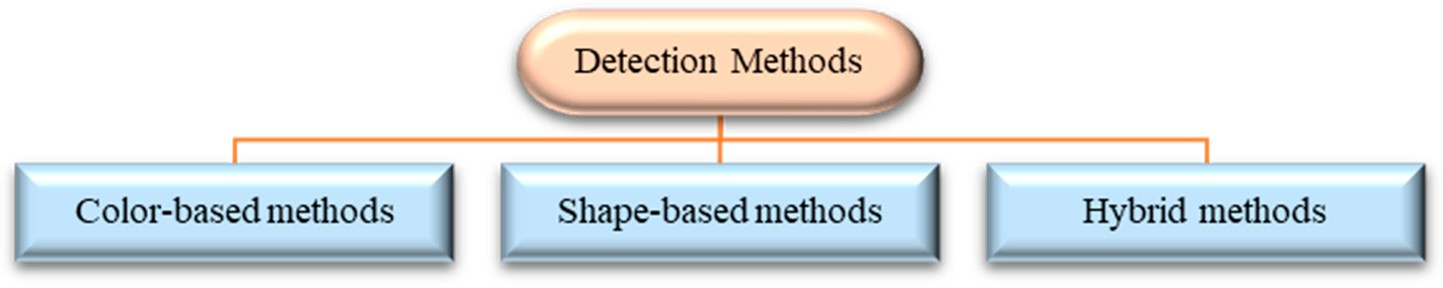 Detection Methods
Color-based methods
Shape-based methods
Hybrid methods